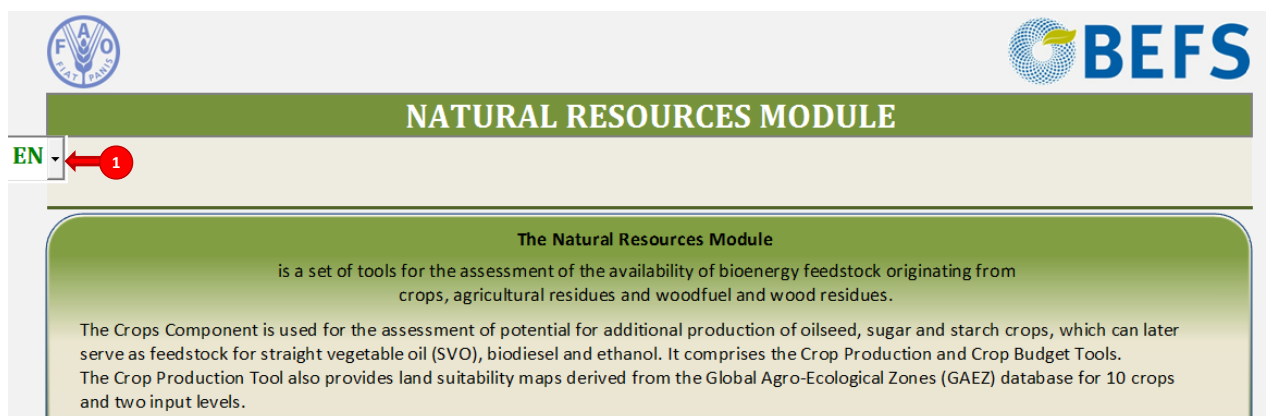 F A O
FIAT PANIS
BEFS
NATURAL RESOURCES MODULE
EN
1
The Natural Resources Module
is a set of tools for the assessment of the availability of bioenergy feedstock originating from
crops, agricultural residues and woodfuel and wood residues.
The Crops Component is used for the assessment of potential for additional production of oilseed, sugar and starch crops, which can later
serve as feedstock for straight vegetable oil (SVO), biodiesel and ethanol. It comprises the Crop Production and Crop Budget Tools.
The Crop Production Tool also provides land suitability maps derived from the Global Agro-Ecological Zones (GAEZ) database for 10 crops
and two input levels.